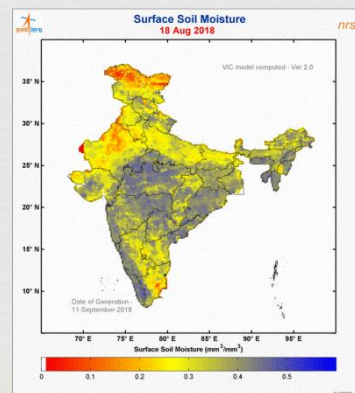 Surface Soil Moisture
18 Aug 2018
nrs
VIC model computed - Ver 2.0
35° N
30° N
25° N
20° N
15° N
10° N
Date of Generation -
11-September-2018
70° E 75° E 80° E 85° E 90° E 95° E
Surface Soil Moisture (mm³/mm³)
0 0.1 0.2 0.3 0.4 0.5